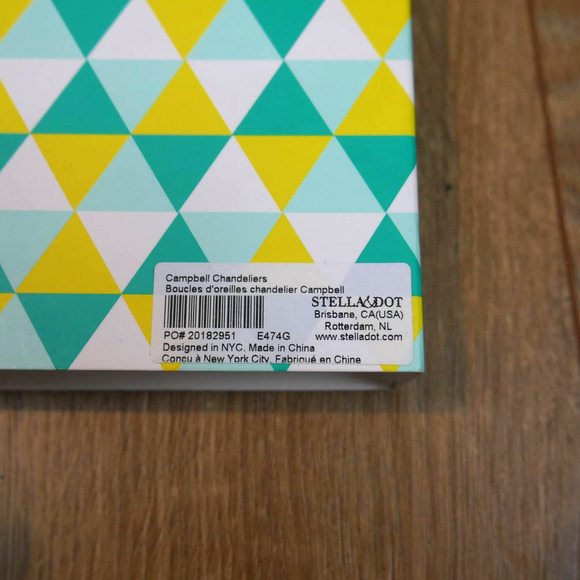 Campbell Chandeliers
Boucles d'oreilles chandelier Campbell
STELLA&DOT
Brisbane, CA(USA)
Rotterdam, NL
PO# 20182951 E474G www.stelladot.com
Designed in NYC. Made in China
Conçu à New York City, Fabriqué en Chine